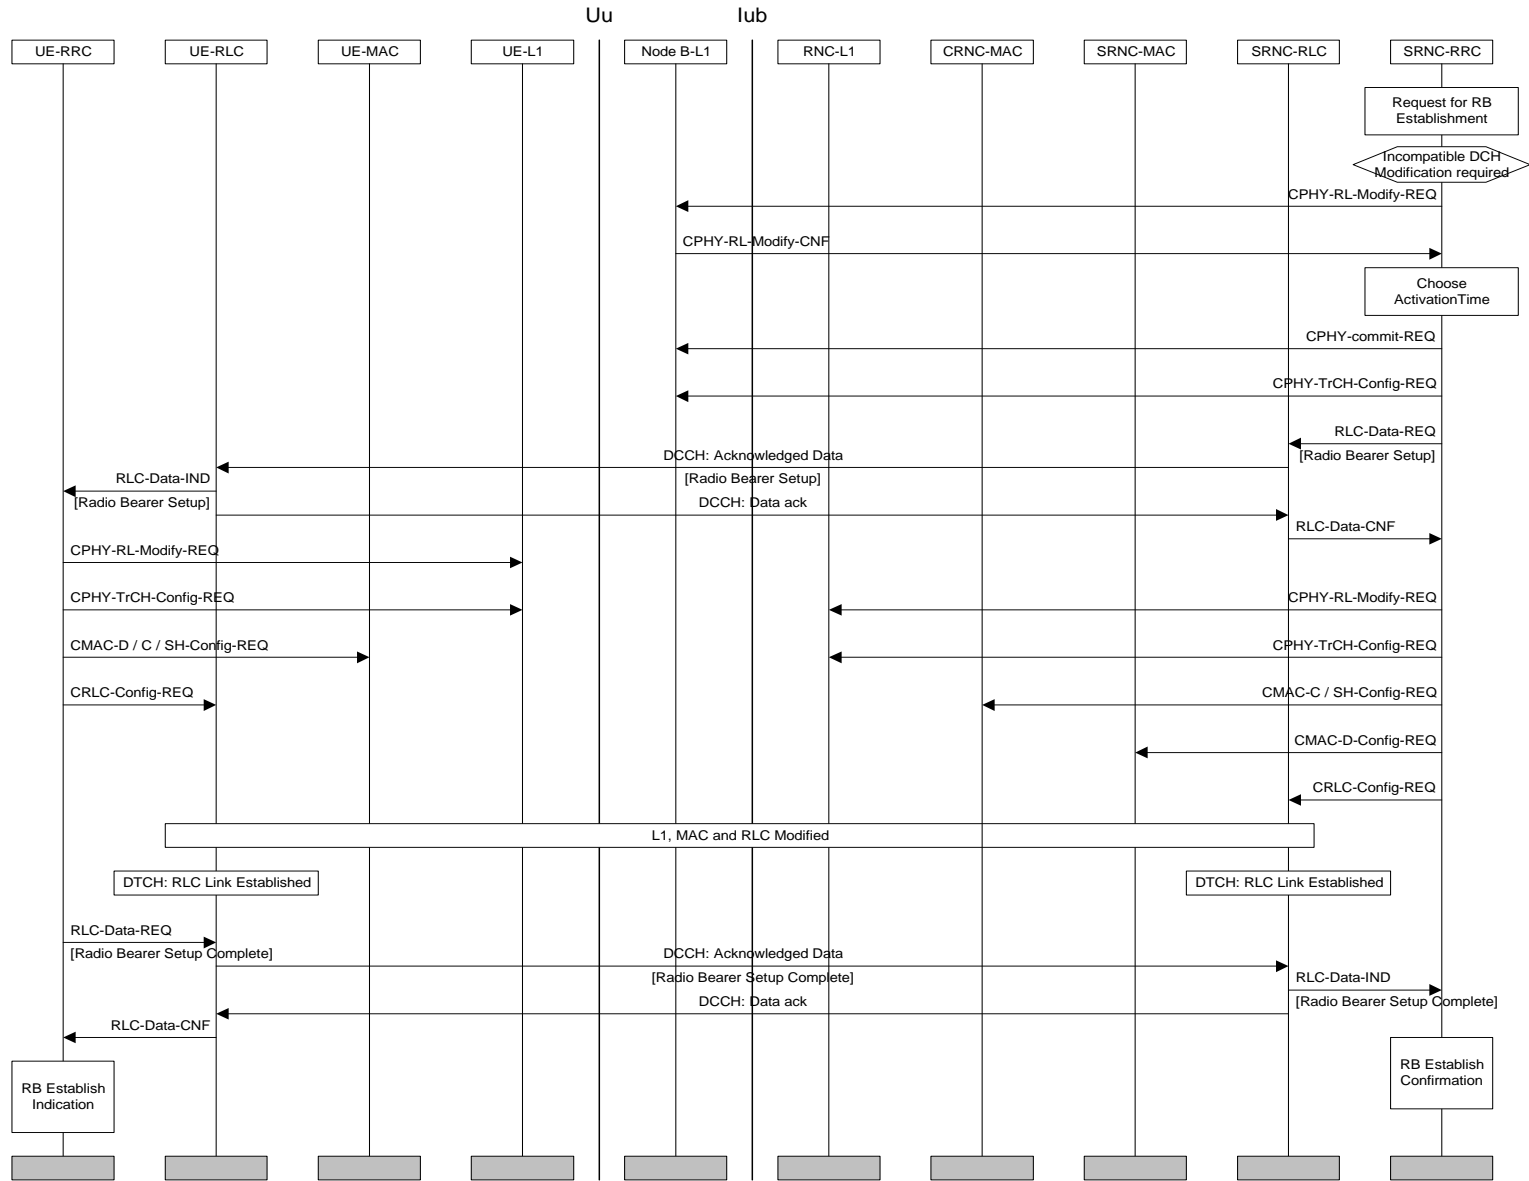 Uu
Iub
UE-RRC
UE-RLC
UE-MAC
UE-L1
Node B-L1
RNC-L1
CRNC-MAC
SRNC-MAC
SRNC-RLC
SRNC-RRC
Request for RB
Establishment
Incompatible DCH
Modification required
CPHY-RL-Modify-REQ
CPHY-RL-Modify-CNF
Choose
ActivationTime
CPHY-commit-REQ
CPHY-TrCH-Config-REQ
RLC-Data-REQ
[Radio Bearer Setup]
DCCH: Acknowledged Data
[Radio Bearer Setup]
RLC-Data-IND
[Radio Bearer Setup]
DCCH: Data ack
RLC-Data-CNF
CPHY-RL-Modify-REQ
CPHY-TrCH-Config-REQ
CPHY-RL-Modify-REQ
CMAC-D / C / SH-Config-REQ
CPHY-TrCH-Config-REQ
CRLC-Config-REQ
CMAC-C / SH-Config-REQ
CMAC-D-Config-REQ
CRLC-Config-REQ
L1, MAC and RLC Modified
DTCH: RLC Link Established
DTCH: RLC Link Established
RLC-Data-REQ
[Radio Bearer Setup Complete]
DCCH: Acknowledged Data
[Radio Bearer Setup Complete]
RLC-Data-IND
[Radio Bearer Setup Complete]
DCCH: Data ack
RLC-Data-CNF
RB Establish
Indication
RB Establish
Confirmation